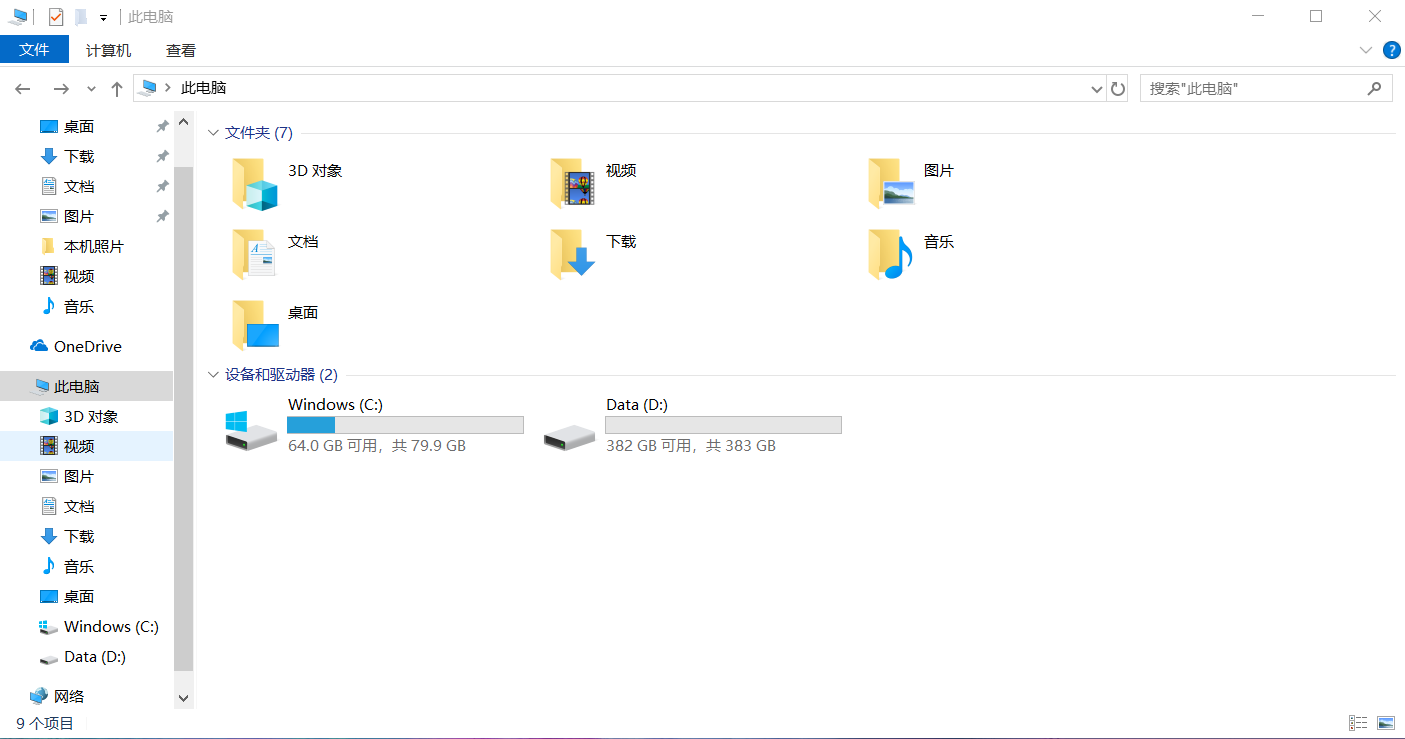 此电脑
文件 计算机 查看
此电脑 搜索"此电脑"
桌面
下载
文档
图片
本机照片
视频
音乐
OneDrive
此电脑
3D 对象
视频
图片
文档
下载
音乐
桌面
Windows (C:)
Data (D:)
网络
文件夹 (7)
3D 对象 视频 图片
文档 下载 音乐
桌面
设备和驱动器 (2)
Windows (C:) Data (D:)
64.0 GB 可用，共 79.9 GB 382 GB 可用，共 383 GB
9 个项目